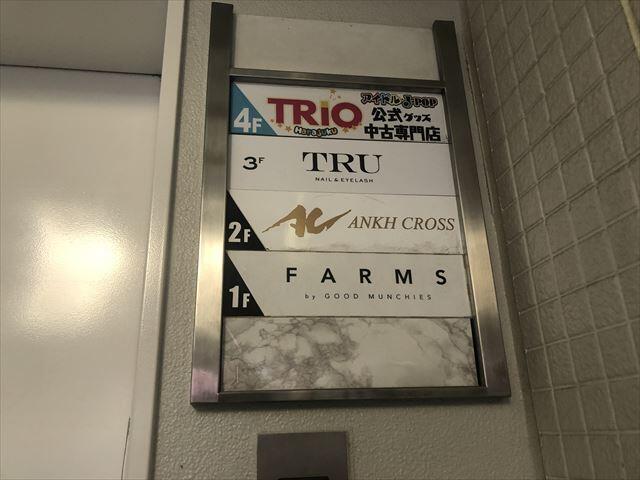 4F TRiO Harajuku
アイドル・J-POP
公式グッズ
中古専門店
3F TRU
NAIL & EYELASH
2F AC ANKH CROSS
1F FARMS
by GOOD MUNCHIES